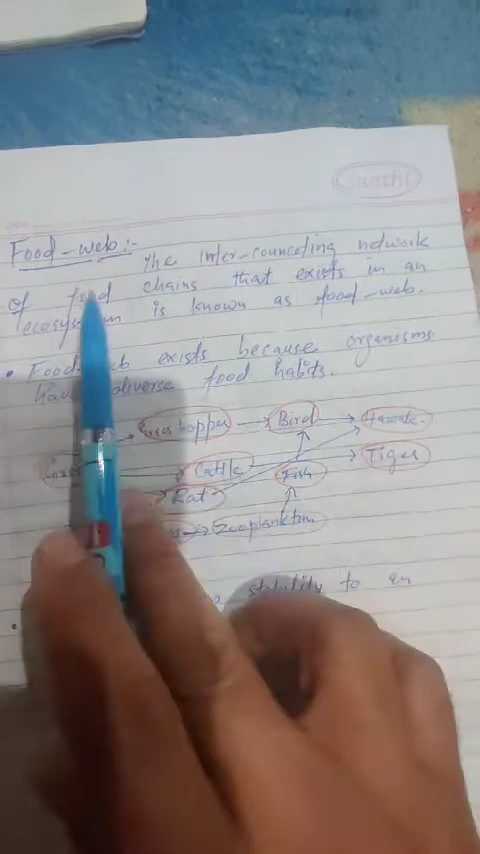 Saathi
Food-web:-
The inter-connecting network
of food chains that exists in an
ecosystem is known as food-web.
• Food-web exists because organisms
have diverse food habits.
Grasshopper → Bird → Hawk
Cattle Tiger
Rat Fish
→ Zooplankton
stability to an